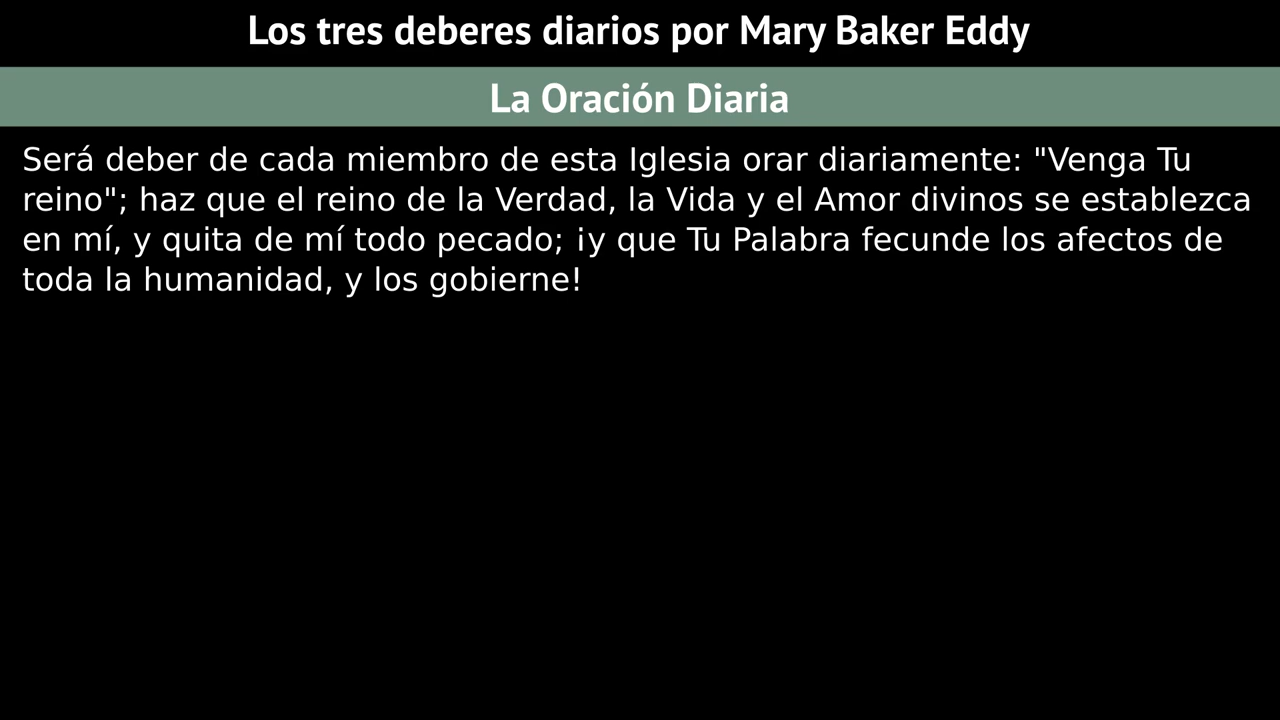 Los tres deberes diarios por Mary Baker Eddy
La Oración Diaria
Será deber de cada miembro de esta Iglesia orar diariamente: "Venga Tu
reino"; haz que el reino de la Verdad, la Vida y el Amor divinos se establezca
en mí, y quita de mí todo pecado; ¡y que Tu Palabra fecunde los afectos de
toda la humanidad, y los gobierne!